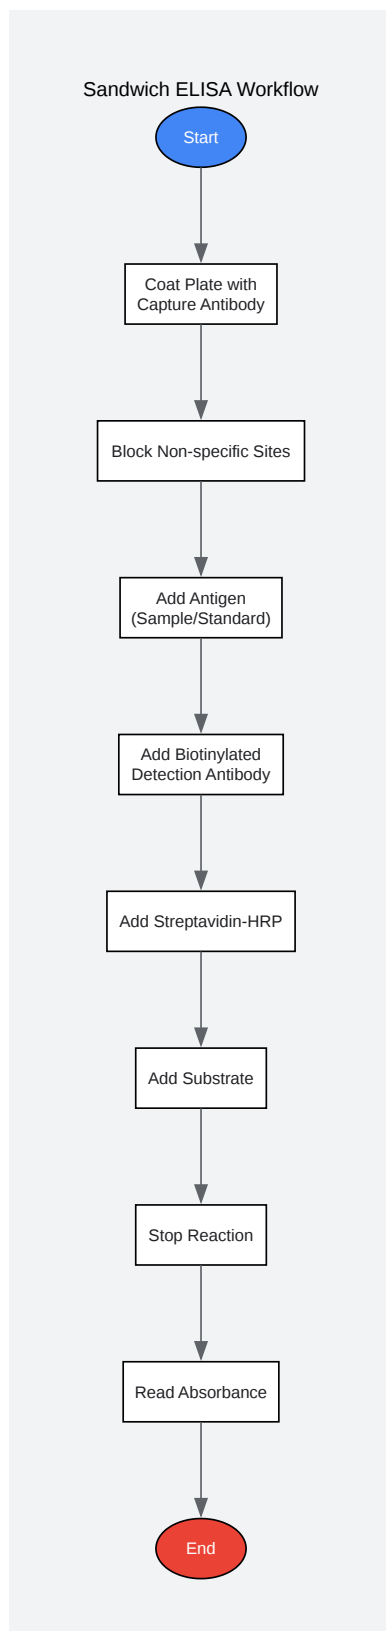 Sandwich ELISA Workflow
Start
Coat Plate with
Capture Antibody
Block Non-specific Sites
Add Antigen
(Sample/Standard)
Add Biotinylated
Detection Antibody
Add Streptavidin-HRP
Add Substrate
Stop Reaction
Read Absorbance
End